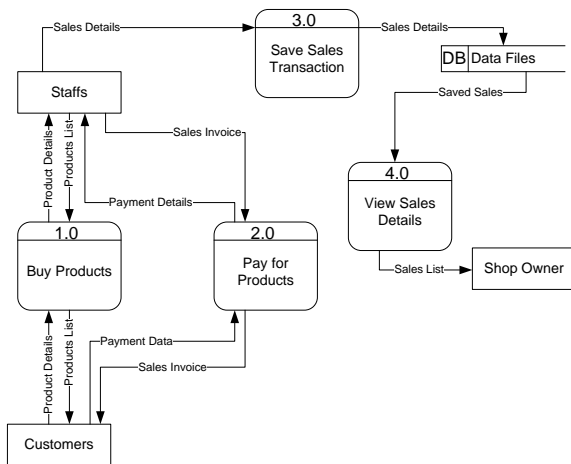 Sales Details
3.0
Save Sales
Transaction
Sales Details
DB
Data Files
Staffs
Saved Sales
Product Details
Products List
Sales Invoice
Payment Details
4.0
View Sales
Details
1.0
Buy Products
2.0
Pay for
Products
Sales List
Shop Owner
Product Details
Products List
Payment Data
Sales Invoice
Customers